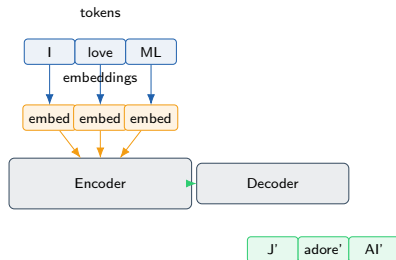 tokens
I love ML
embeddings
embed embed embed
Encoder Decoder
J' adore' AI'